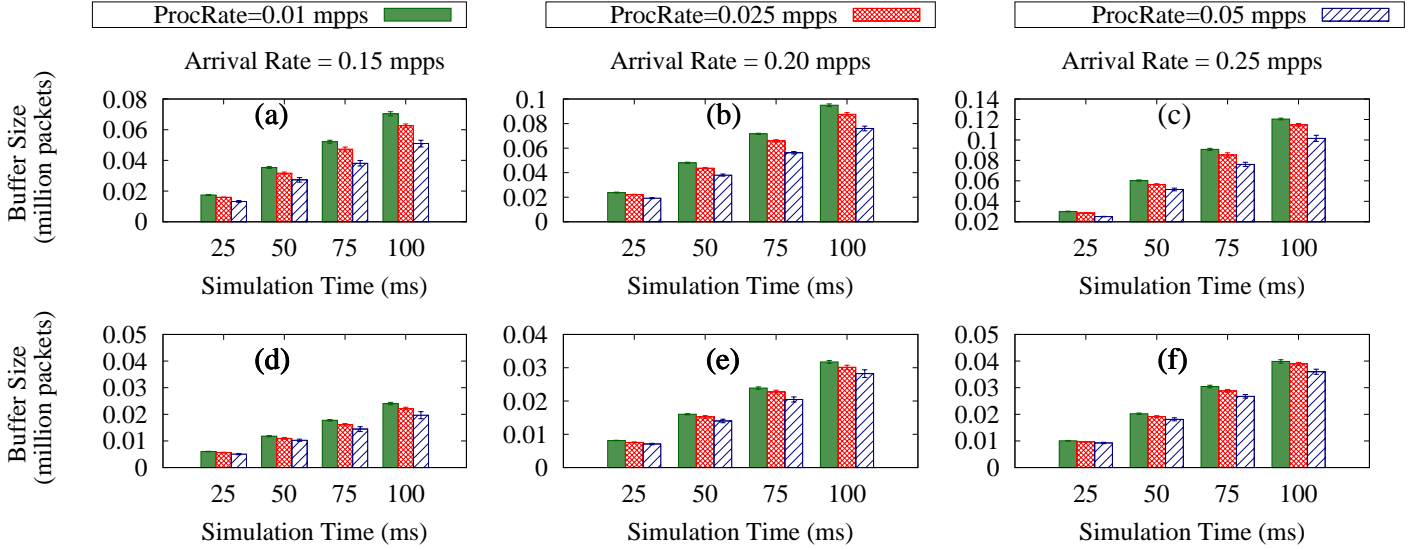 ProcRate=0.01 mpps
ProcRate=0.025 mpps
ProcRate=0.05 mpps
Arrival Rate = 0.15 mpps
Arrival Rate = 0.20 mpps
Arrival Rate = 0.25 mpps
Buffer Size
(million packets)
0.08
0.06
0.04
0.02
0
(a)
25 50 75 100
Simulation Time (ms)
0.1
0.08
0.06
0.04
0.02
0
(b)
25 50 75 100
Simulation Time (ms)
0.14
0.12
0.10
0.08
0.06
0.04
0.02
(c)
25 50 75 100
Simulation Time (ms)
Buffer Size
(million packets)
0.05
0.04
0.03
0.02
0.01
0
(d)
25 50 75 100
Simulation Time (ms)
0.04
0.03
0.02
0.01
0
(e)
25 50 75 100
Simulation Time (ms)
0.05
0.04
0.03
0.02
0.01
0
(f)
25 50 75 100
Simulation Time (ms)